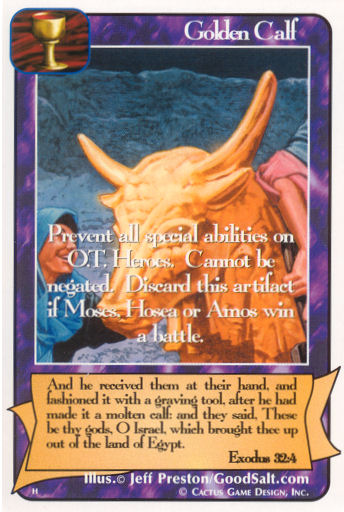 Golden Calf
Prevent all special abilities on
O.T. Heroes. Cannot be
negated. Discard this artifact
if Moses, Hosea or Amos win
a battle.
And he received them at their hand, and
fashioned it with a graving tool, after he had
made it a molten calf: and they said, These
be thy gods, O Israel, which brought thee up
out of the land of Egypt.
Exodus 32:4
Illus.© Jeff Preston/GoodSalt.com
H © Cactus Game Design, Inc.